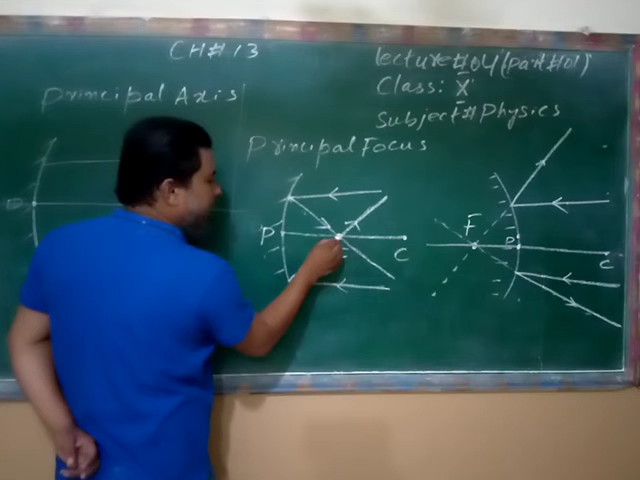 CH# 13
Lecture#04(Part#01)
Class: X
Subject# Physics
Principal Axis
Principal Focus
P
C
F
P
C